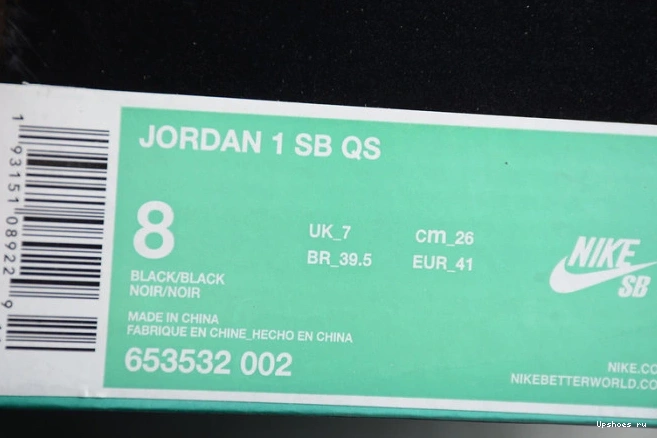 JORDAN 1 SB QS
8
UK_7
cm_26
BR_39.5
EUR_41
BLACK/BLACK
NOIR/NOIR
NIKE
SB
MADE IN CHINA
FABRIQUE EN CHINE_HECHO EN CHINA
653532 002
NIKE.CO
NIKEBETTERWORLD.CO
1 93151 08922 9
Upshoes ru